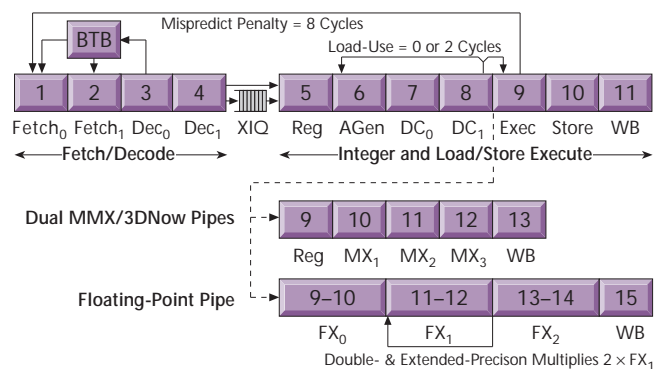 Mispredict Penalty = 8 Cycles
BTB
Load-Use = 0 or 2 Cycles
1 2 3 4 5 6 7 8 9 10 11
Fetch0 Fetch1 Dec0 Dec1 XIQ Reg AGen DC0 DC1 Exec Store WB
Fetch/Decode Integer and Load/Store Execute
Dual MMX/3DNow Pipes 9 10 11 12 13
Reg MX1 MX2 MX3 WB
Floating-Point Pipe 9–10 11–12 13–14 15
FX0 FX1 FX2 WB
Double- & Extended-Precison Multiplies 2 × FX1